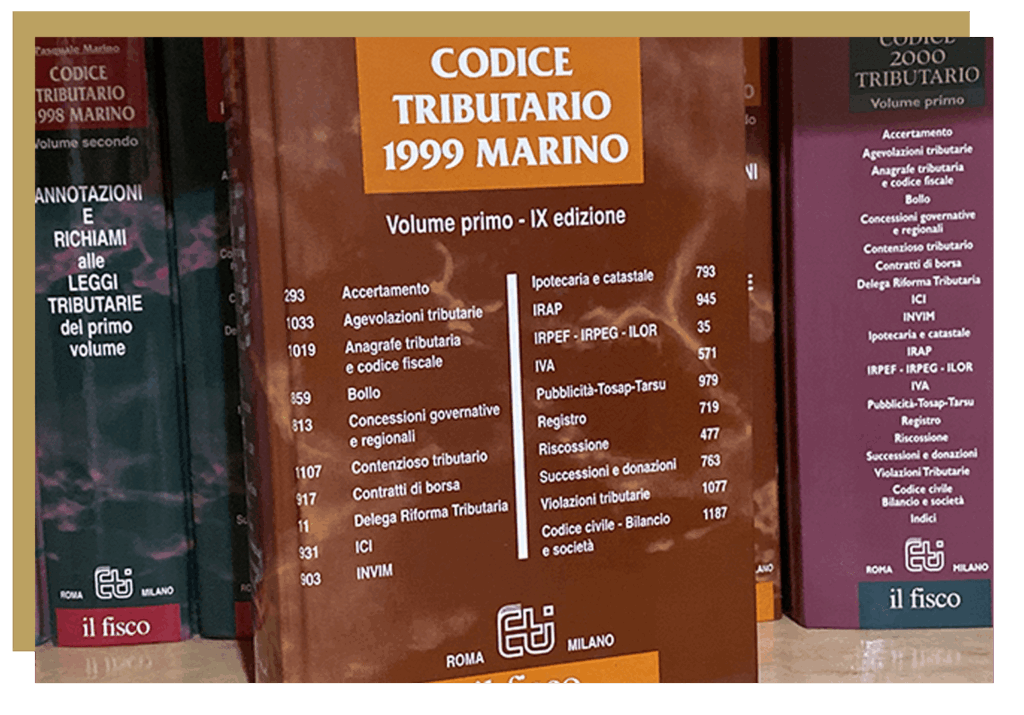 Pasquale Marino
CODICE
TRIBUTARIO
1998 MARINO
Volume secondo
ANNOTAZIONI
E
RICHIAMI
alle
LEGGI
TRIBUTARIE
del primo
volume
ROMA Eti MILANO
il fisco
CODICE
TRIBUTARIO
1999 MARINO
Volume primo - IX edizione
293 Accertamento
1033 Agevolazioni tributarie
1019 Anagrafe tributaria
e codice fiscale
859 Bollo
813 Concessioni governative
e regionali
1107 Contenzioso tributario
917 Contratti di borsa
11 Delega Riforma Tributaria
931 ICI
903 INVIM
Ipotecaria e catastale 793
IRAP 945
IRPEF - IRPEG - ILOR 35
IVA 571
Pubblicità-Tosap-Tarsu 979
Registro 719
Riscossione 477
Successioni e donazioni 763
Violazioni tributarie 1077
Codice civile - Bilancio 1187
e società
ROMA Eti MILANO
il fisco
CODICE
2000
TRIBUTARIO
Volume primo
Accertamento
Agevolazioni tributarie
Anagrafe tributaria
e codice fiscale
Bollo
Concessioni governative
e regionali
Contenzioso tributario
Contratti di borsa
Delega Riforma Tributaria
ICI
INVIM
Ipotecaria e catastale
IRAP
IRPEF - IRPEG - ILOR
IVA
Pubblicità-Tosap-Tarsu
Registro
Riscossione
Successioni e donazioni
Violazioni Tributarie
Codice civile
Bilancio e società
Indici
ROMA Eti MILANO
il fisco